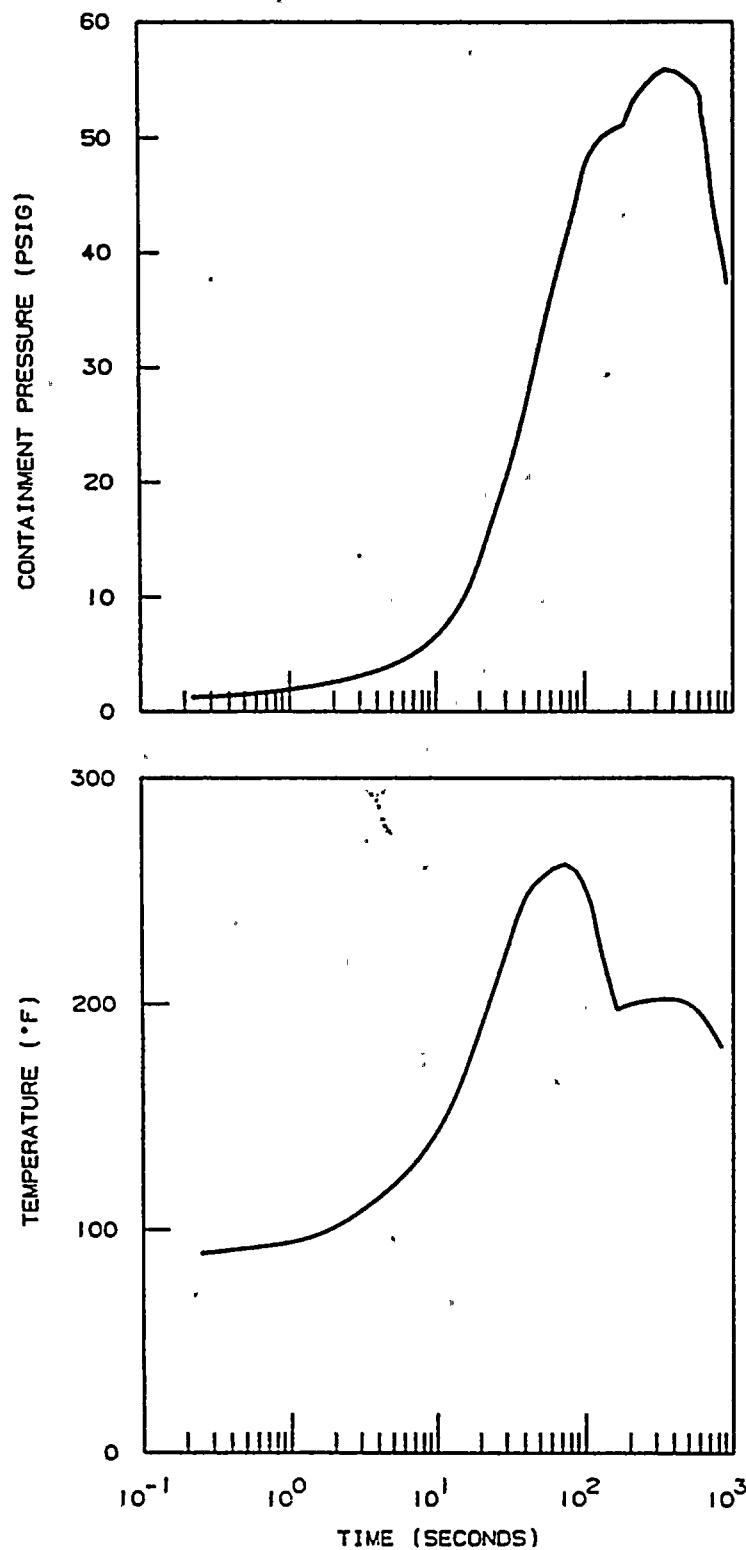 60
50
40
30
20
10
0
CONTAINMENT PRESSURE (PSIG)
300
200
100
0
TEMPERATURE (°F)
10⁻¹ 10⁰ 10¹ 10² 10³
TIME (SECONDS)